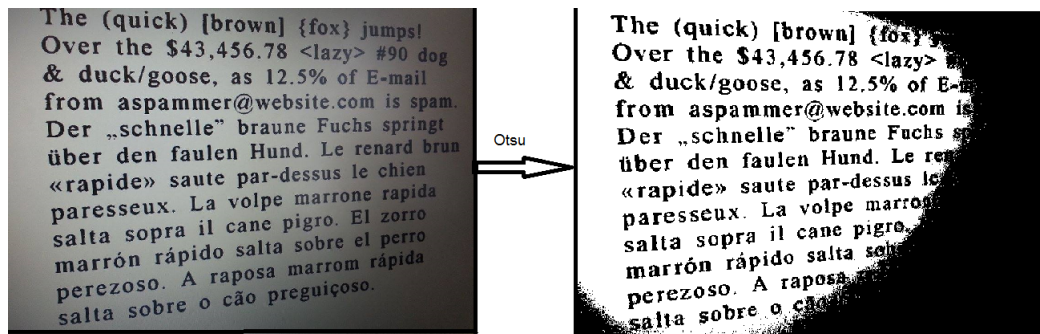 The (quick) [brown] {fox} jumps!
Over the $43,456.78 <lazy> #90 dog
& duck/goose, as 12.5% of E-mail
from aspammer@website.com is spam.
Der „schnelle” braune Fuchs springt
über den faulen Hund. Le renard brun
«rapide» saute par-dessus le chien
paresseux. La volpe marrone rapida
salta sopra il cane pigro. El zorro
marrón rápido salta sobre el perro
perezoso. A raposa marrom rápida
salta sobre o cão preguiçoso.
Otsu
The (quick) [brown] {fox}
Over the $43,456.78 <lazy>
& duck/goose, as 12.5% of
from aspammer@website.com is
Der „schnelle” braune Fuchs
über den faulen Hund. Le
«rapide» saute par-dessus le
paresseux. La volpe
salta sopra il cane pigro.
marrón rápido salta
perezoso. A raposa
salta sobre o